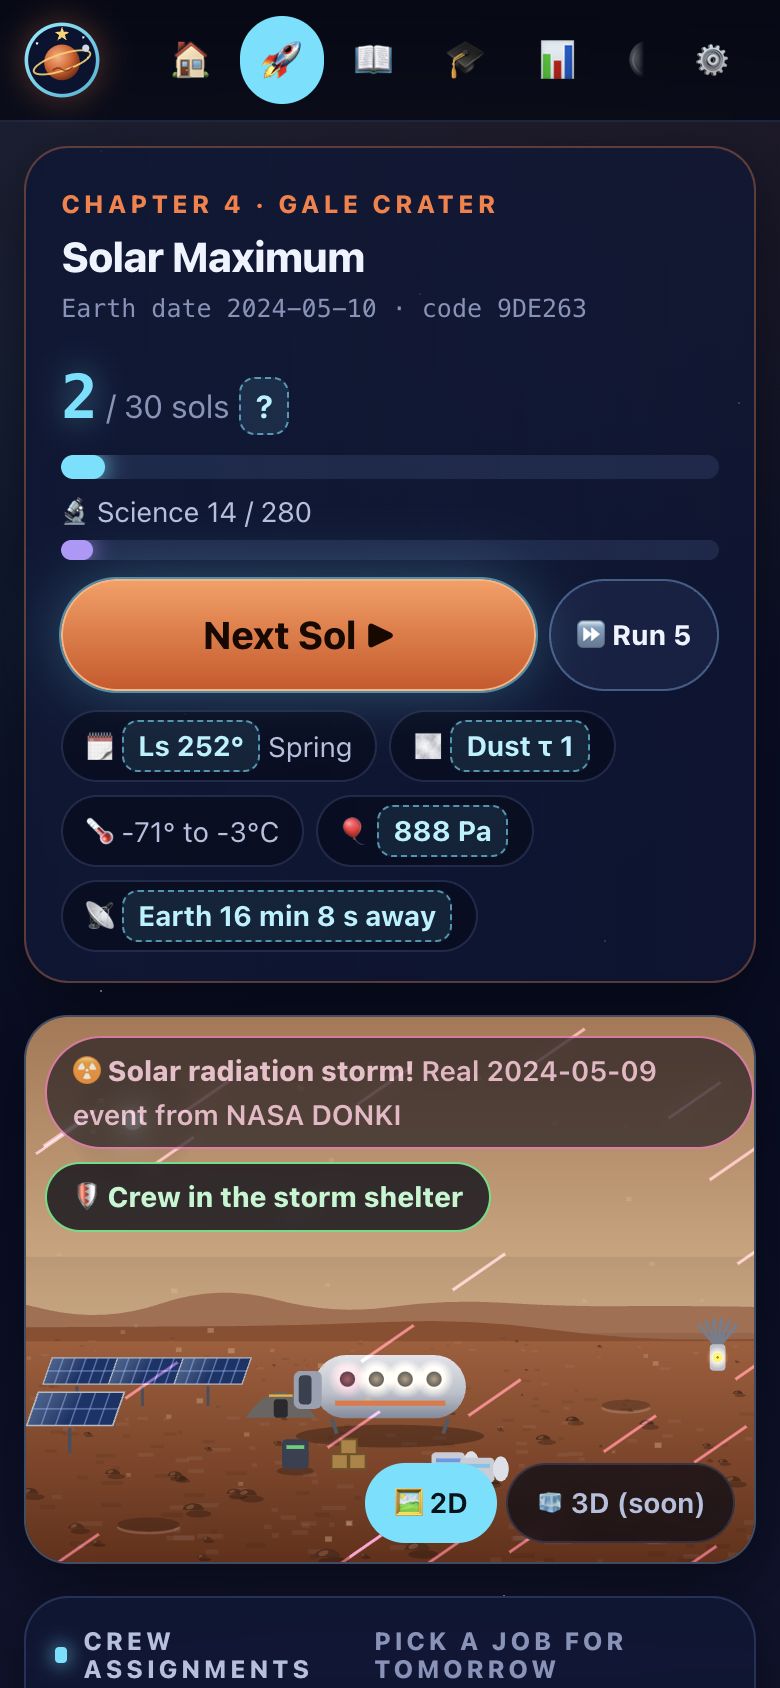 CHAPTER 4 · GALE CRATER
Solar Maximum
Earth date 2024-05-10 · code 9DE263
2 / 30 sols ?
Science 14 / 280
Next Sol ▶
Run 5
Ls 252° Spring
Dust τ 1
-71° to -3°C
888 Pa
Earth 16 min 8 s away
Solar radiation storm! Real 2024-05-09
event from NASA DONKI
Crew in the storm shelter
2D
3D (soon)
CREW
ASSIGNMENTS
PICK A JOB FOR
TOMORROW